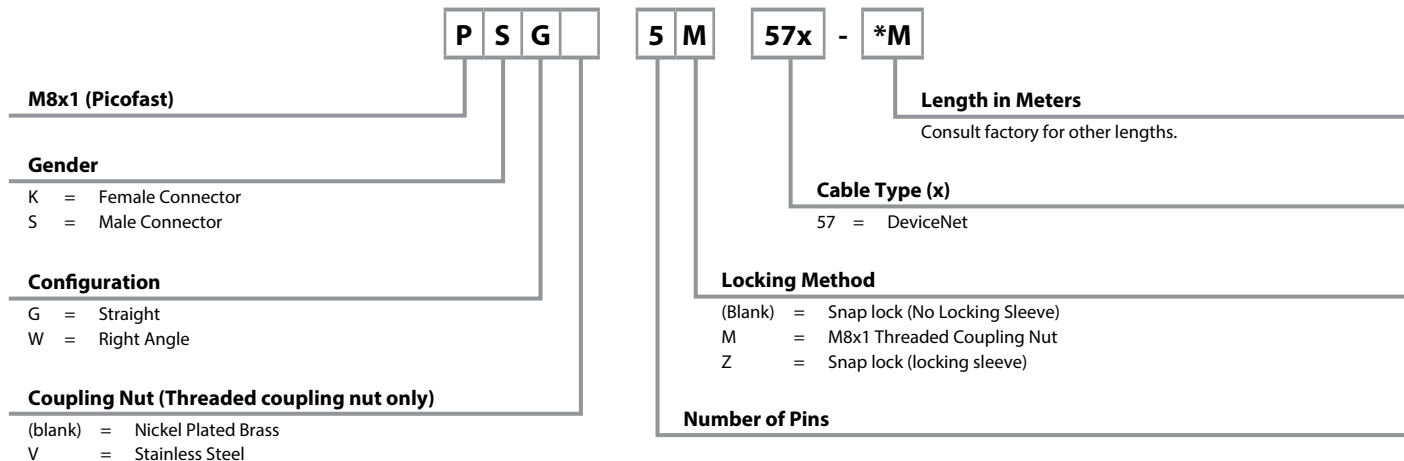 P S G 5 M 57x - *M
M8x1 (Picofast)
Gender
K = Female Connector
S = Male Connector
Configuration
G = Straight
W = Right Angle
Coupling Nut (Threaded coupling nut only)
(blank) = Nickel Plated Brass
V = Stainless Steel
Length in Meters
Consult factory for other lengths.
Cable Type (x)
57 = DeviceNet
Locking Method
(Blank) = Snap lock (No Locking Sleeve)
M = M8x1 Threaded Coupling Nut
Z = Snap lock (locking sleeve)
Number of Pins